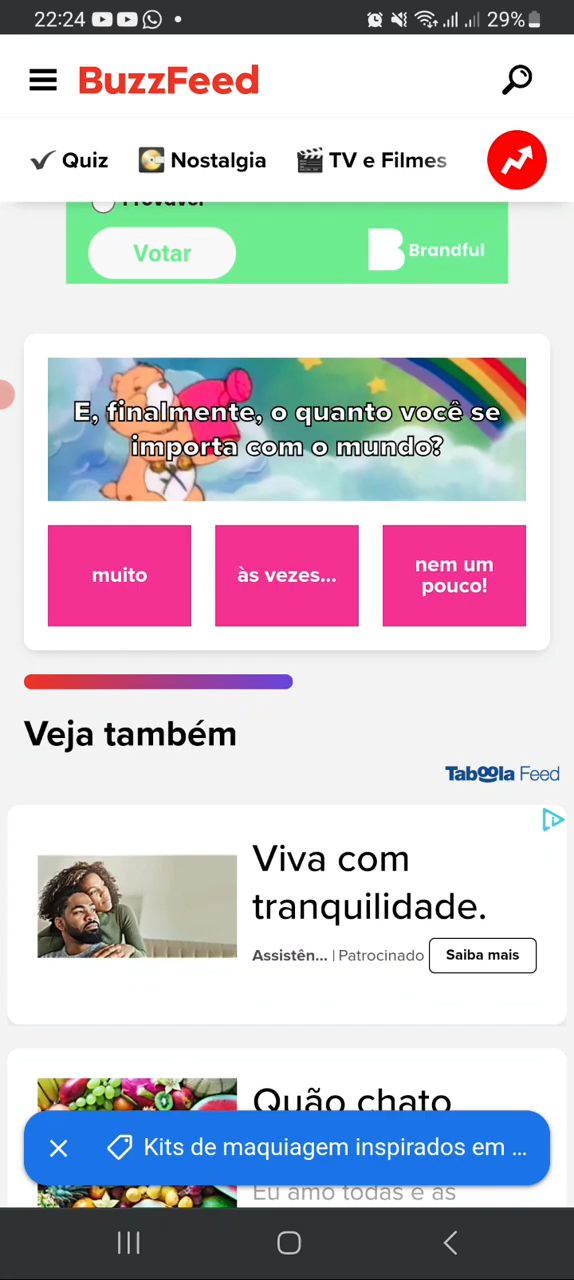 22:24
29%
BuzzFeed
Quiz
Nostalgia
TV e Filmes
Votar
Brandful
E, finalmente, o quanto você se
importa com o mundo?
muito
às vezes...
nem um
pouco!
Veja também
Taboola Feed
Viva com
tranquilidade.
Assistên... | Patrocinado
Saiba mais
Quão chato
Kits de maquiagem inspirados em ...
Eu amo todas e as